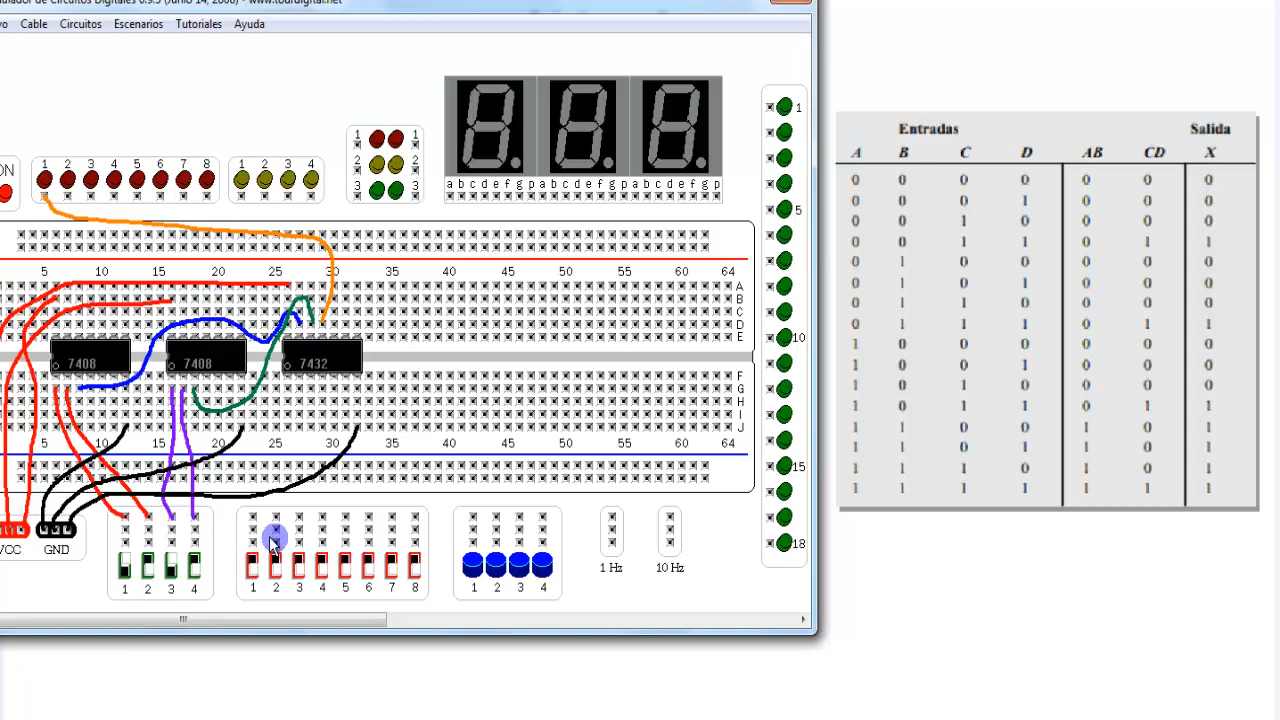 ulador de Circuitos Digitales 0.9.5 (Junio 14, 2008) - www.tourdigital.net
vo Cable Circuitos Escenarios Tutoriales Ayuda
ON
1 2 3 4 5 6 7 8
1 2 3 4
1 1
2 2
3 3
a b c d e f g p a b c d e f g p a b c d e f g p
1
5
10
15
18
5 10 15 20 25 30 35 40 45 50 55 60 64
A
B
C
D
E
7408 7408 7432
F
G
H
I
J
5 10 15 20 25 30 35 40 45 50 55 60 64
VCC GND
1 2 3 4
1 2 3 4 5 6 7 8
1 2 3 4
1 Hz 10 Hz
Entradas Salida
A B C D AB CD X
0 0 0 0 0 0 0
0 0 0 1 0 0 0
0 0 1 0 0 0 0
0 0 1 1 0 1 1
0 1 0 0 0 0 0
0 1 0 1 0 0 0
0 1 1 0 0 0 0
0 1 1 1 0 1 1
1 0 0 0 0 0 0
1 0 0 1 0 0 0
1 0 1 0 0 0 0
1 0 1 1 0 1 1
1 1 0 0 1 0 1
1 1 0 1 1 0 1
1 1 1 0 1 0 1
1 1 1 1 1 1 1